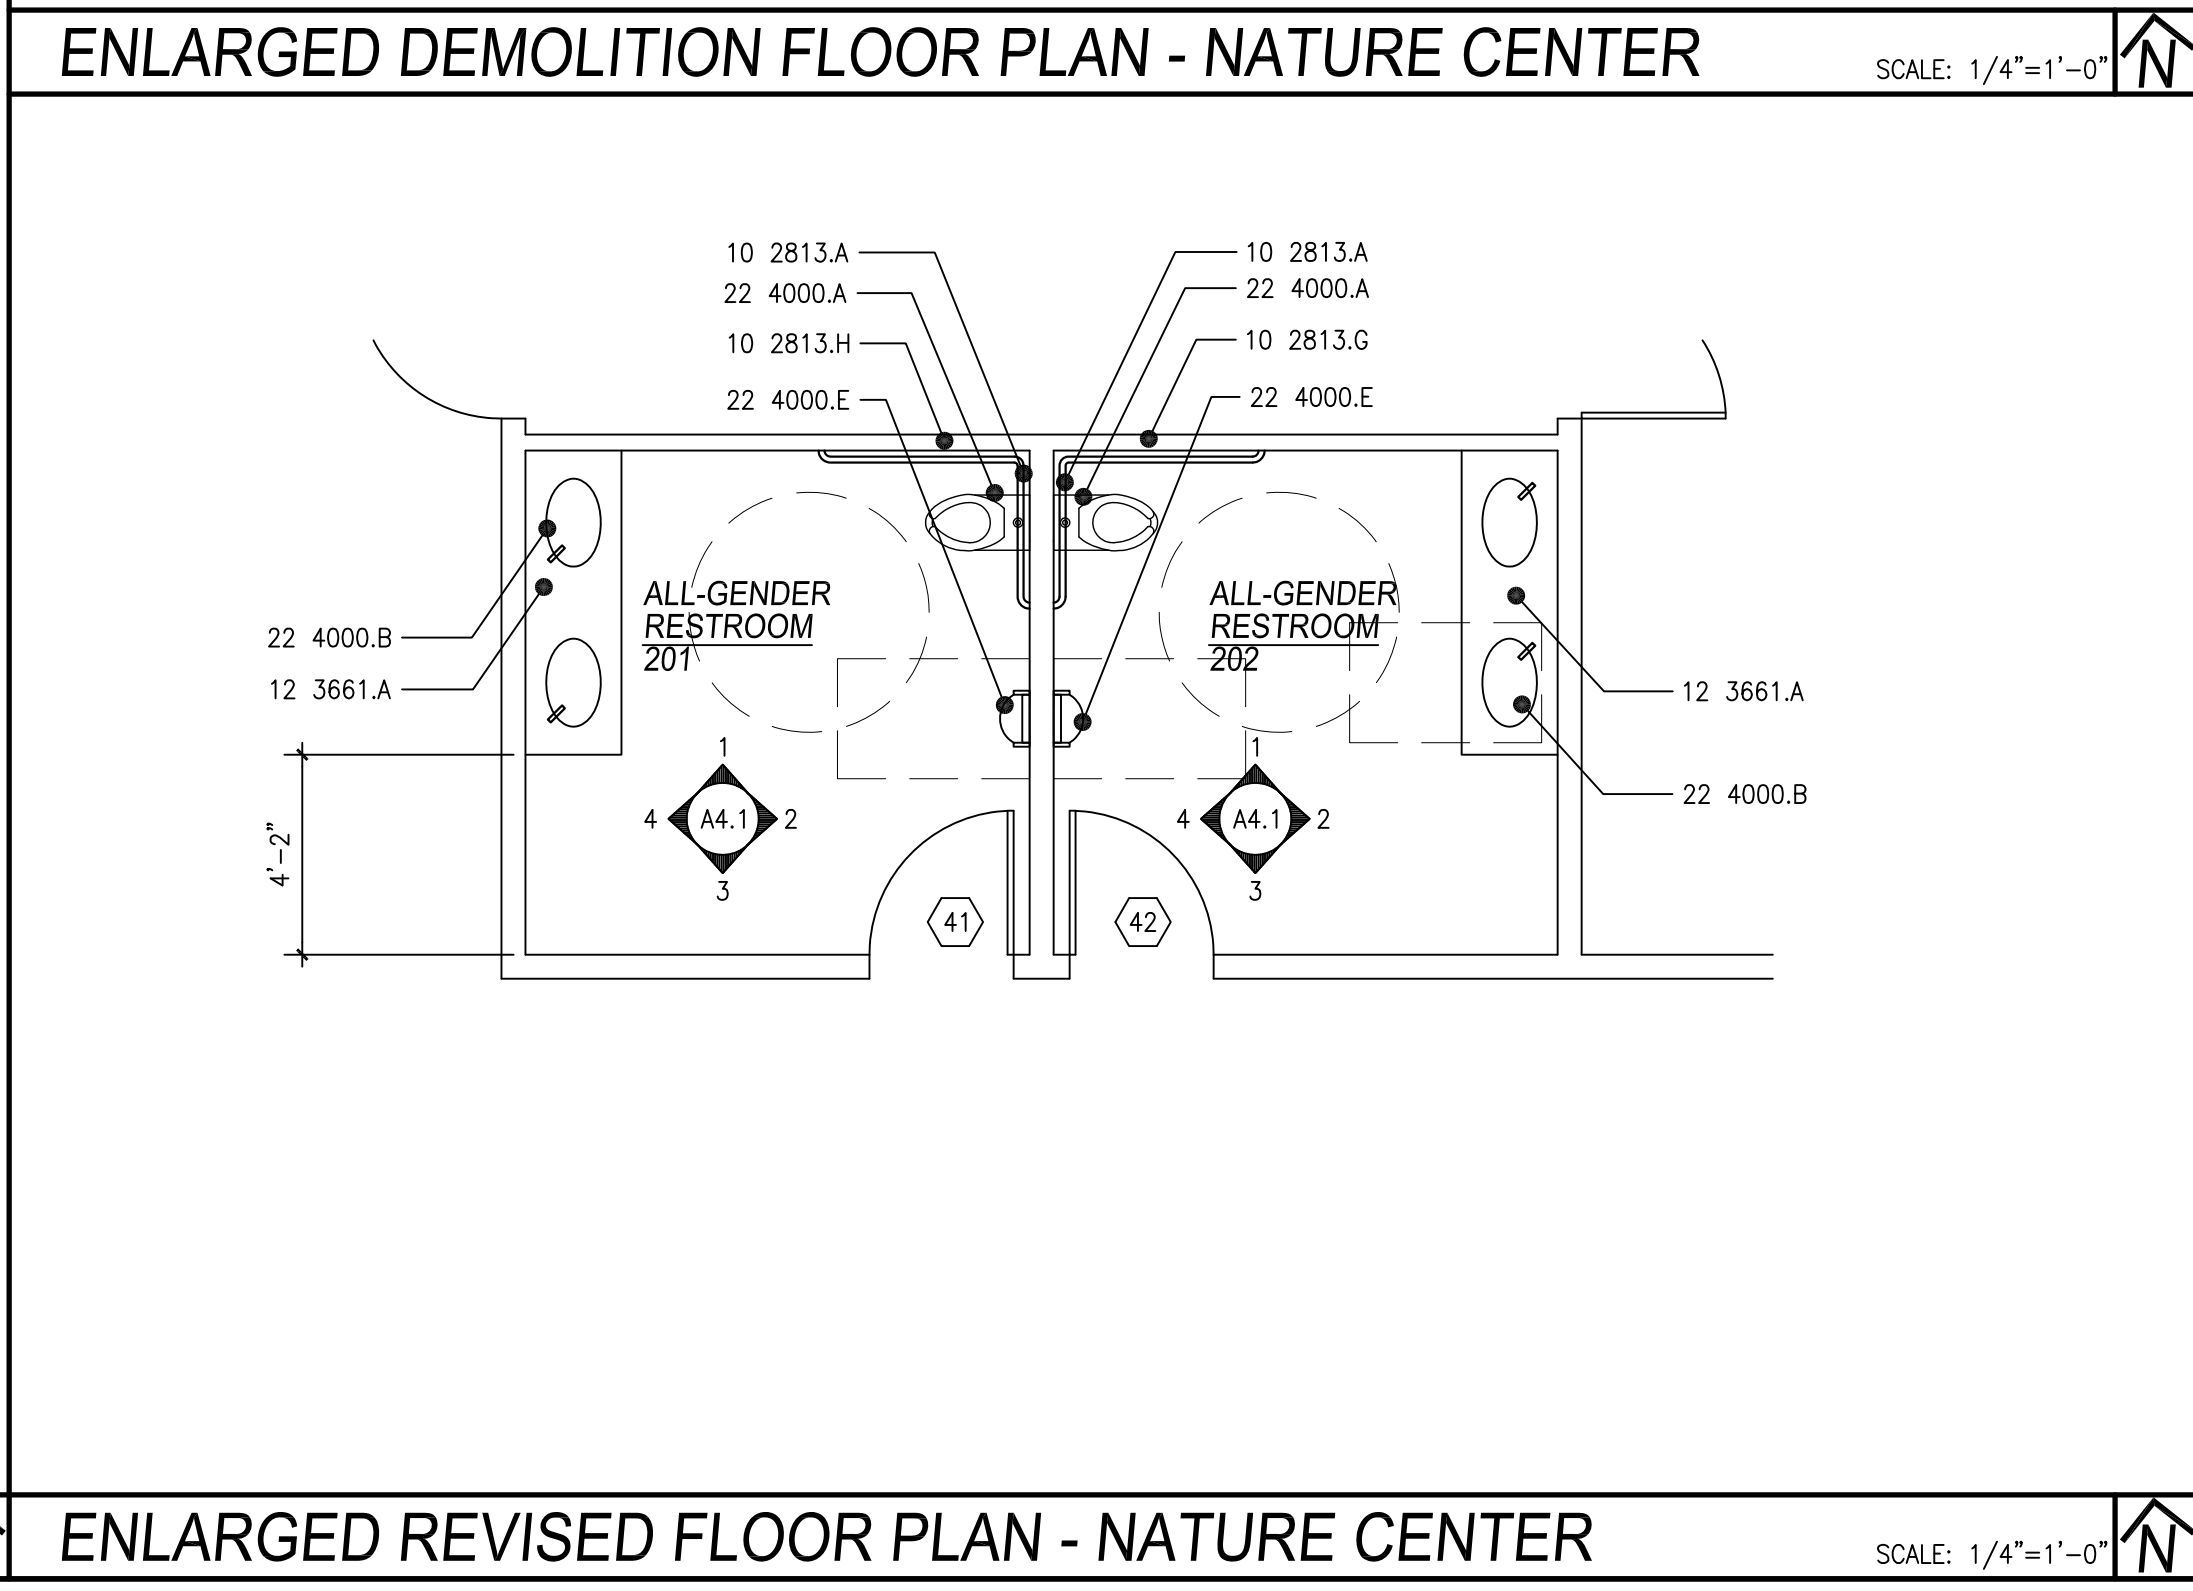 ENLARGED DEMOLITION FLOOR PLAN - NATURE CENTER
SCALE: 1/4"=1'-0"
N
10 2813.A
22 4000.A
10 2813.H
22 4000.E
10 2813.A
22 4000.A
10 2813.G
22 4000.E
ALL-GENDER
RESTROOM
201
ALL-GENDER
RESTROOM
202
22 4000.B
12 3661.A
12 3661.A
22 4000.B
1
4
A4.1
2
3
1
4
A4.1
2
3
4'-2"
41
42
ENLARGED REVISED FLOOR PLAN - NATURE CENTER
SCALE: 1/4"=1'-0"
N